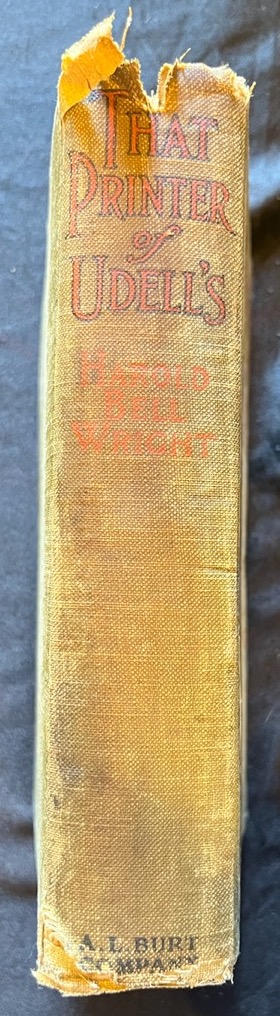 THAT
PRINTER
of
UDELL'S
HAROLD
BELL
WRIGHT
A. L. BURT
COMPANY